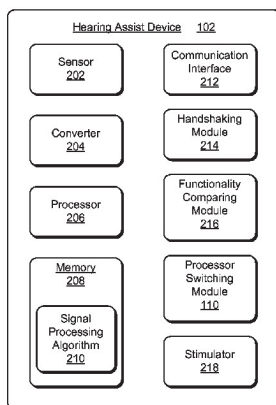 Hearing Assist Device 102
Sensor
202
Converter
204
Processor
206
Memory
208
Signal
Processing
Algorithm
210
Communication
Interface
212
Handshaking
Module
214
Functionality
Comparing
Module
216
Processor
Switching
Module
110
Stimulator
218